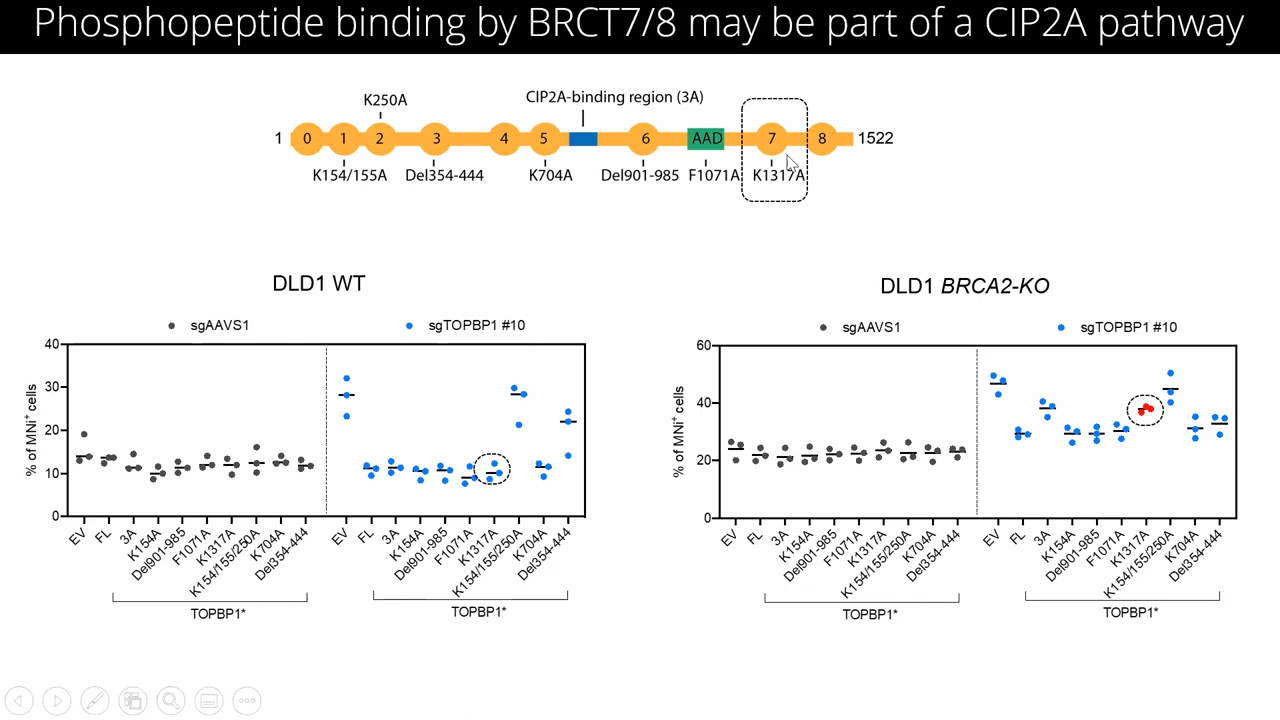 Phosphopeptide binding by BRCT7/8 may be part of a CIP2A pathway
K250A
CIP2A-binding region (3A)
1 0 1 2 3 4 5 6 AAD 7 8 1522
K154/155A Del354-444 K704A Del901-985 F1071A K1317A
DLD1 WT
sgAAVS1 sgTOPBP1 #10
% of MNi+ cells
40
30
20
10
0
EV FL 3A K154A Del901-985 F1071A K1317A K154/155/250A K704A Del354-444
EV FL 3A K154A Del901-985 F1071A K1317A K154/155/250A K704A Del354-444
TOPBP1* TOPBP1*
DLD1 BRCA2-KO
sgAAVS1 sgTOPBP1 #10
% of MNi+ cells
60
40
20
0
EV FL 3A K154A Del901-985 F1071A K1317A K154/155/250A K704A Del354-444
EV FL 3A K154A Del901-985 F1071A K1317A K154/155/250A K704A Del354-444
TOPBP1* TOPBP1*